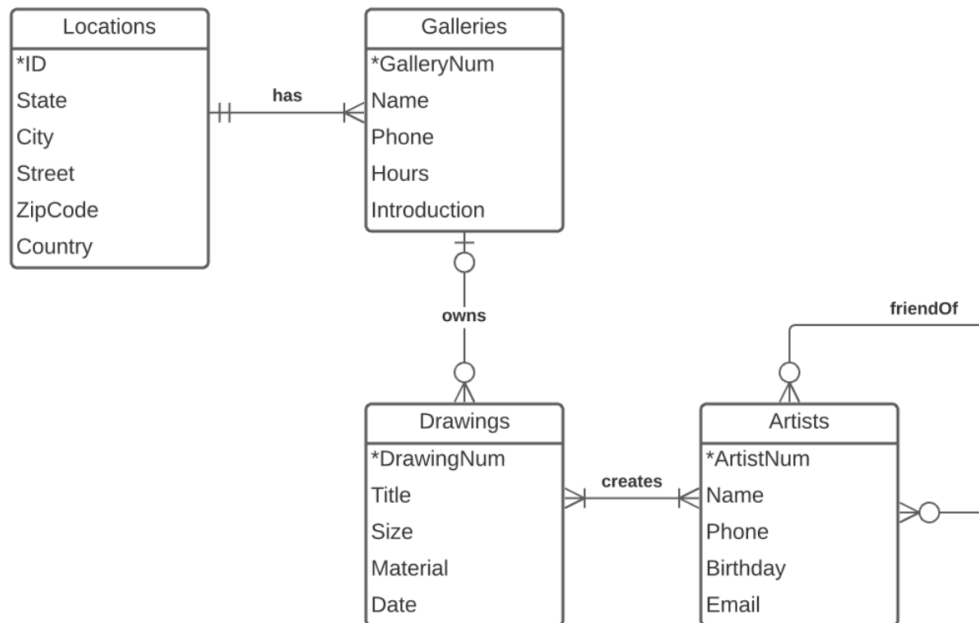 Locations
*ID
State
City
Street
ZipCode
Country
has
Galleries
*GalleryNum
Name
Phone
Hours
Introduction
owns
friendOf
Drawings
*DrawingNum
Title
Size
Material
Date
creates
Artists
*ArtistNum
Name
Phone
Birthday
Email